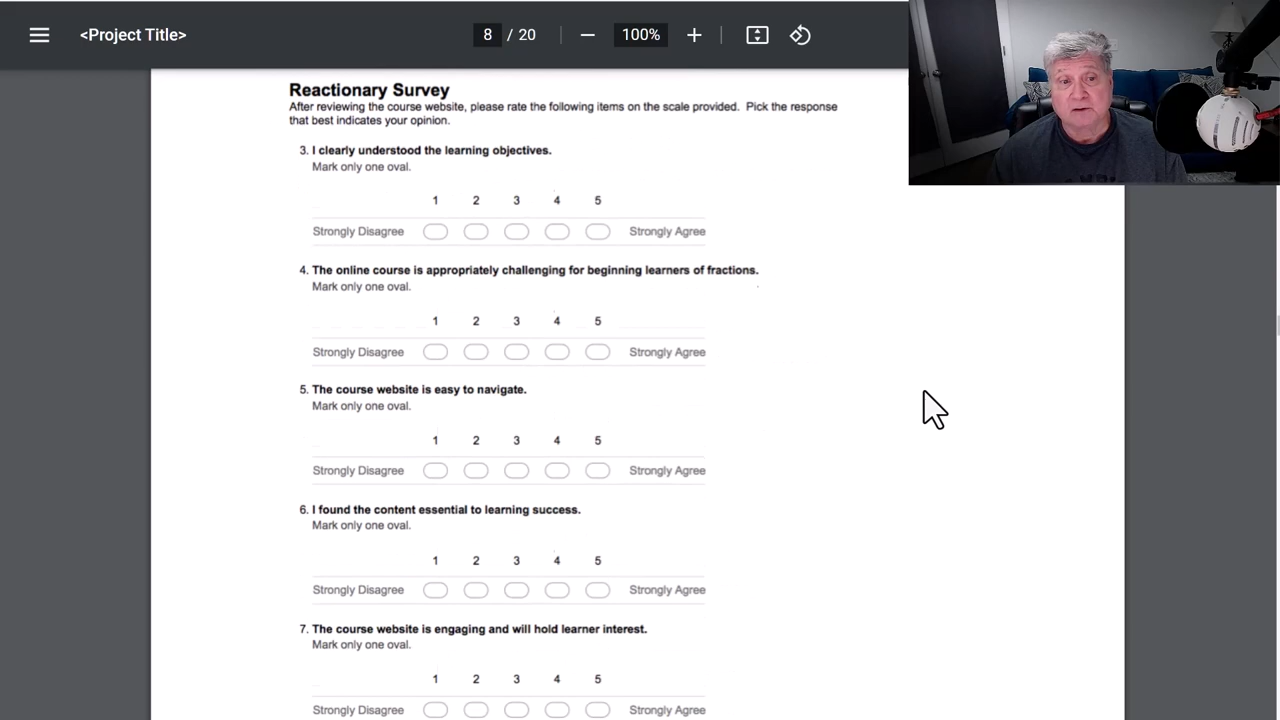 <Project Title>
8 / 20
100%
Reactionary Survey
After reviewing the course website, please rate the following items on the scale provided. Pick the response
that best indicates your opinion.
3. I clearly understood the learning objectives.
Mark only one oval.
1 2 3 4 5
Strongly Disagree Strongly Agree
4. The online course is appropriately challenging for beginning learners of fractions.
Mark only one oval.
1 2 3 4 5
Strongly Disagree Strongly Agree
5. The course website is easy to navigate.
Mark only one oval.
1 2 3 4 5
Strongly Disagree Strongly Agree
6. I found the content essential to learning success.
Mark only one oval.
1 2 3 4 5
Strongly Disagree Strongly Agree
7. The course website is engaging and will hold learner interest.
Mark only one oval.
1 2 3 4 5
Strongly Disagree Strongly Agree